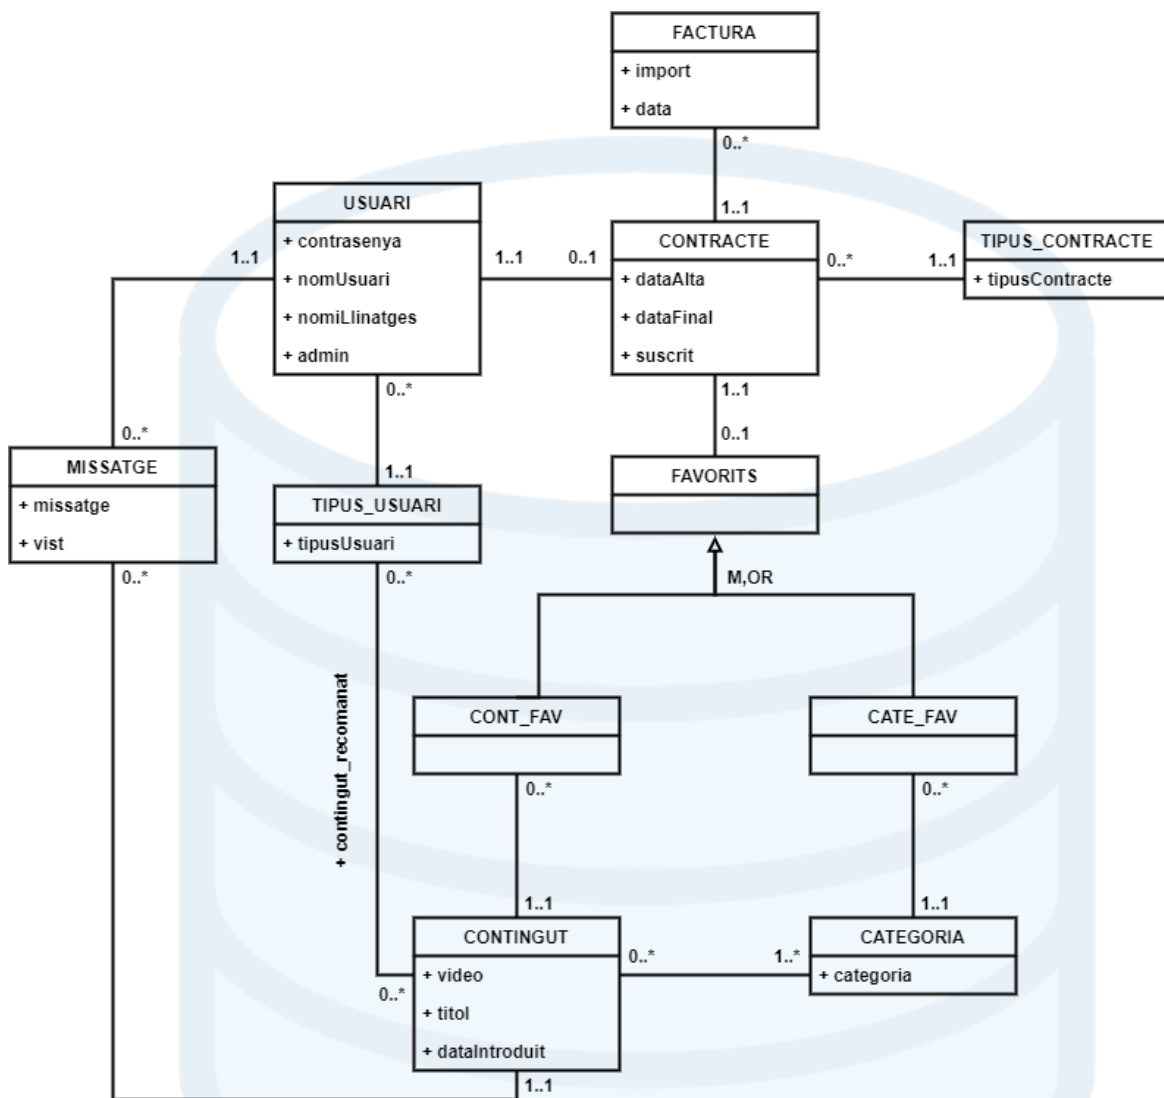 FACTURA
+ import
+ data
0..*
1..1
USUARI
+ contrasenya
+ nomUsuari
+ nomiLlinatges
+ admin
1..1
1..1
0..1
CONTRACTE
+ dataAlta
+ dataFinal
+ suscrit
0..*
1..1
TIPUS_CONTRACTE
+ tipusContracte
0..*
1..1
0..1
0..*
1..1
MISSATGE
+ missatge
+ vist
0..*
TIPUS_USUARI
+ tipusUsuari
0..*
FAVORITS
M,OR
+ contingut_recomanat
CONT_FAV
0..*
CATE_FAV
0..*
1..1
1..1
CONTINGUT
+ video
+ titol
+ dataIntroduit
0..*
0..*
1..*
CATEGORIA
+ categoria
1..1